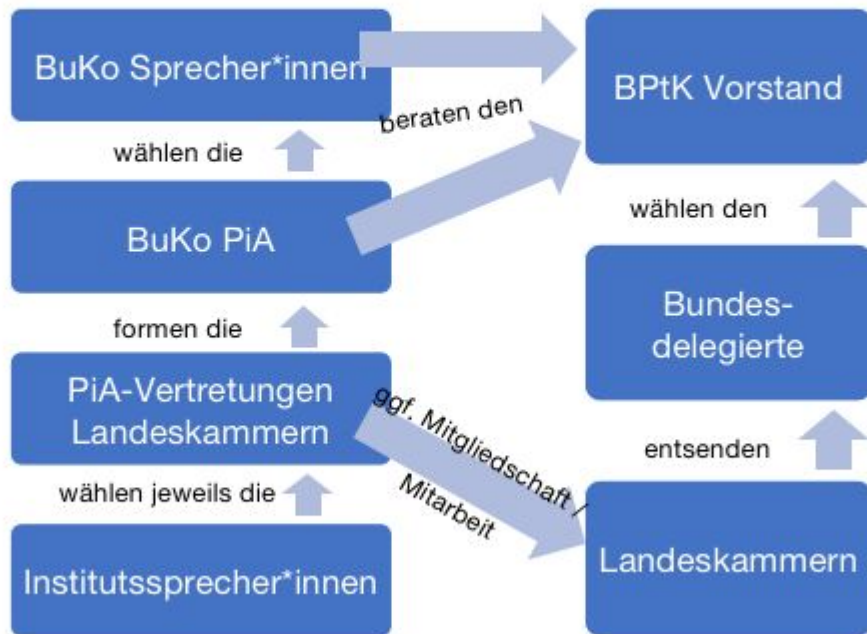 BuKo Sprecher*innen
BPtK Vorstand
beraten den
wählen die
BuKo PiA
wählen den
Bundes-
delegierte
formen die
PiA-Vertretungen
Landeskammern
ggf. Mitgliedschaft /
Mitarbeit
entsenden
wählen jeweils die
Institutssprecher*innen
Landeskammern